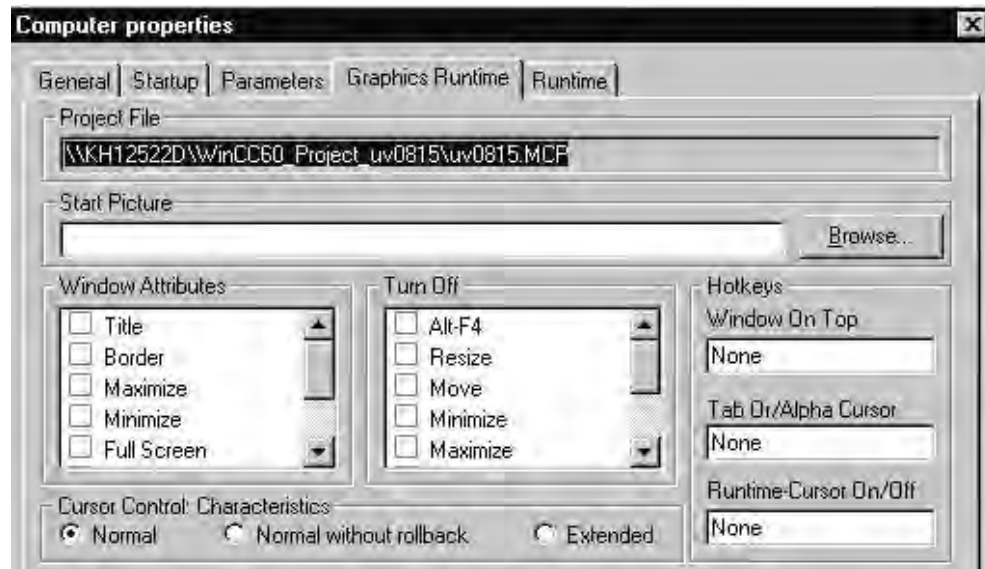 Computer properties
General Startup Parameters Graphics Runtime Runtime
Project File
\\KH12522D\WinCC60_Project_uv0815\uv0815.MCP
Start Picture
Browse...
Window Attributes
Title
Border
Maximize
Minimize
Full Screen
Turn Off
Alt-F4
Resize
Move
Minimize
Maximize
Hotkeys
Window On Top
None
Tab Or/Alpha Cursor
None
Runtime-Cursor On/Off
None
Cursor Control: Characteristics
Normal Normal without rollback Extended